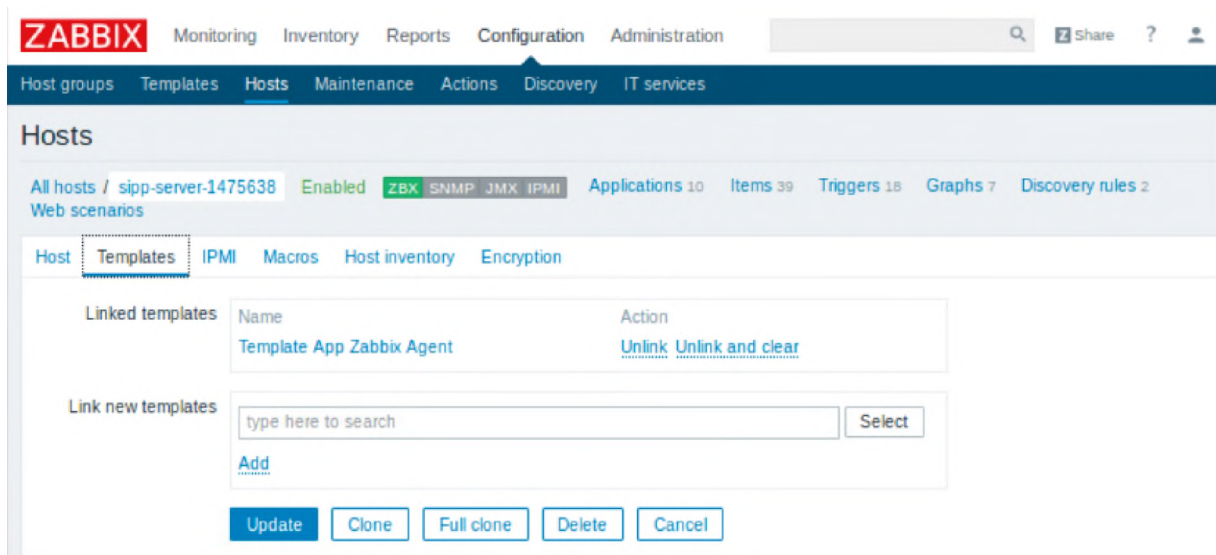 ZABBIX Monitoring Inventory Reports Configuration Administration Z Share ?
Host groups Templates Hosts Maintenance Actions Discovery IT services
Hosts
All hosts / sipp-server-1475638 Enabled ZBX SNMP JMX IPMI Applications 10 Items 39 Triggers 18 Graphs 7 Discovery rules 2
Web scenarios
Host Templates IPMI Macros Host inventory Encryption
Linked templates Name Action
Template App Zabbix Agent Unlink Unlink and clear
Link new templates
type here to search Select
Add
Update Clone Full clone Delete Cancel